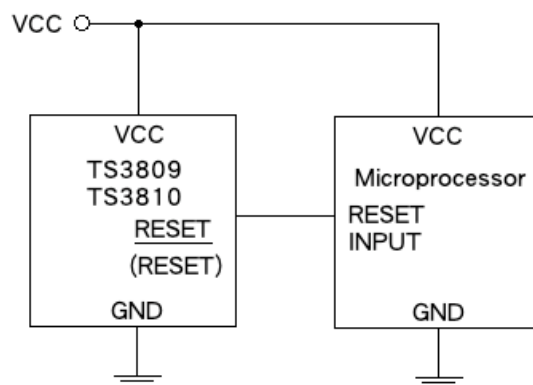 VCC
VCC
TS3809
TS3810
RESET
(RESET)
GND
VCC
Microprocessor
RESET
INPUT
GND